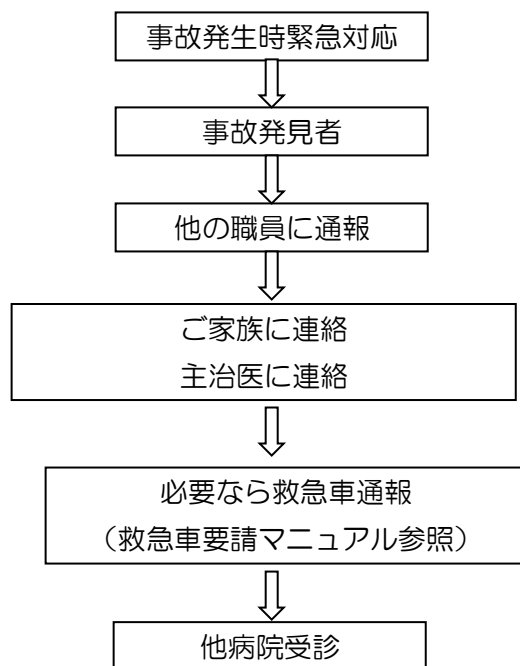 事故発生時緊急対応
事故発見者
他の職員に通報
ご家族に連絡
主治医に連絡
必要なら救急車通報
（救急車要請マニュアル参照）
他病院受診